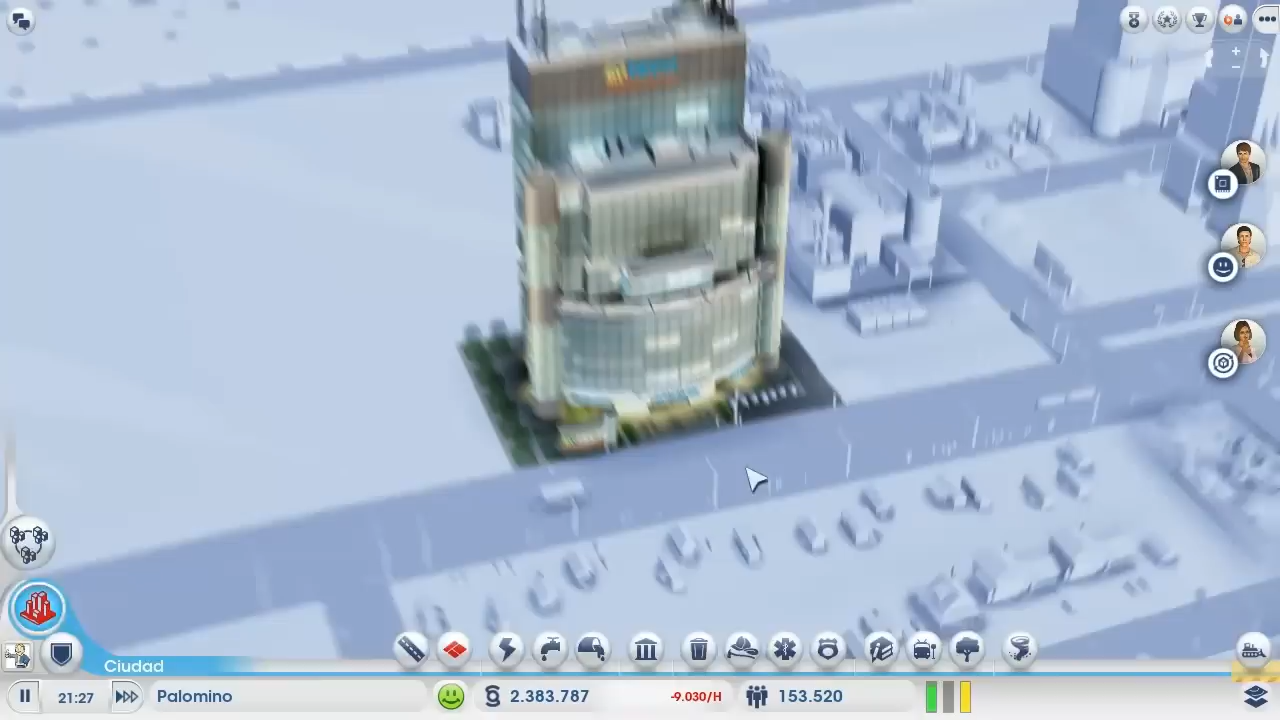 Ciudad
21:27
Palomino
2.383.787
-9.030/H
153.520